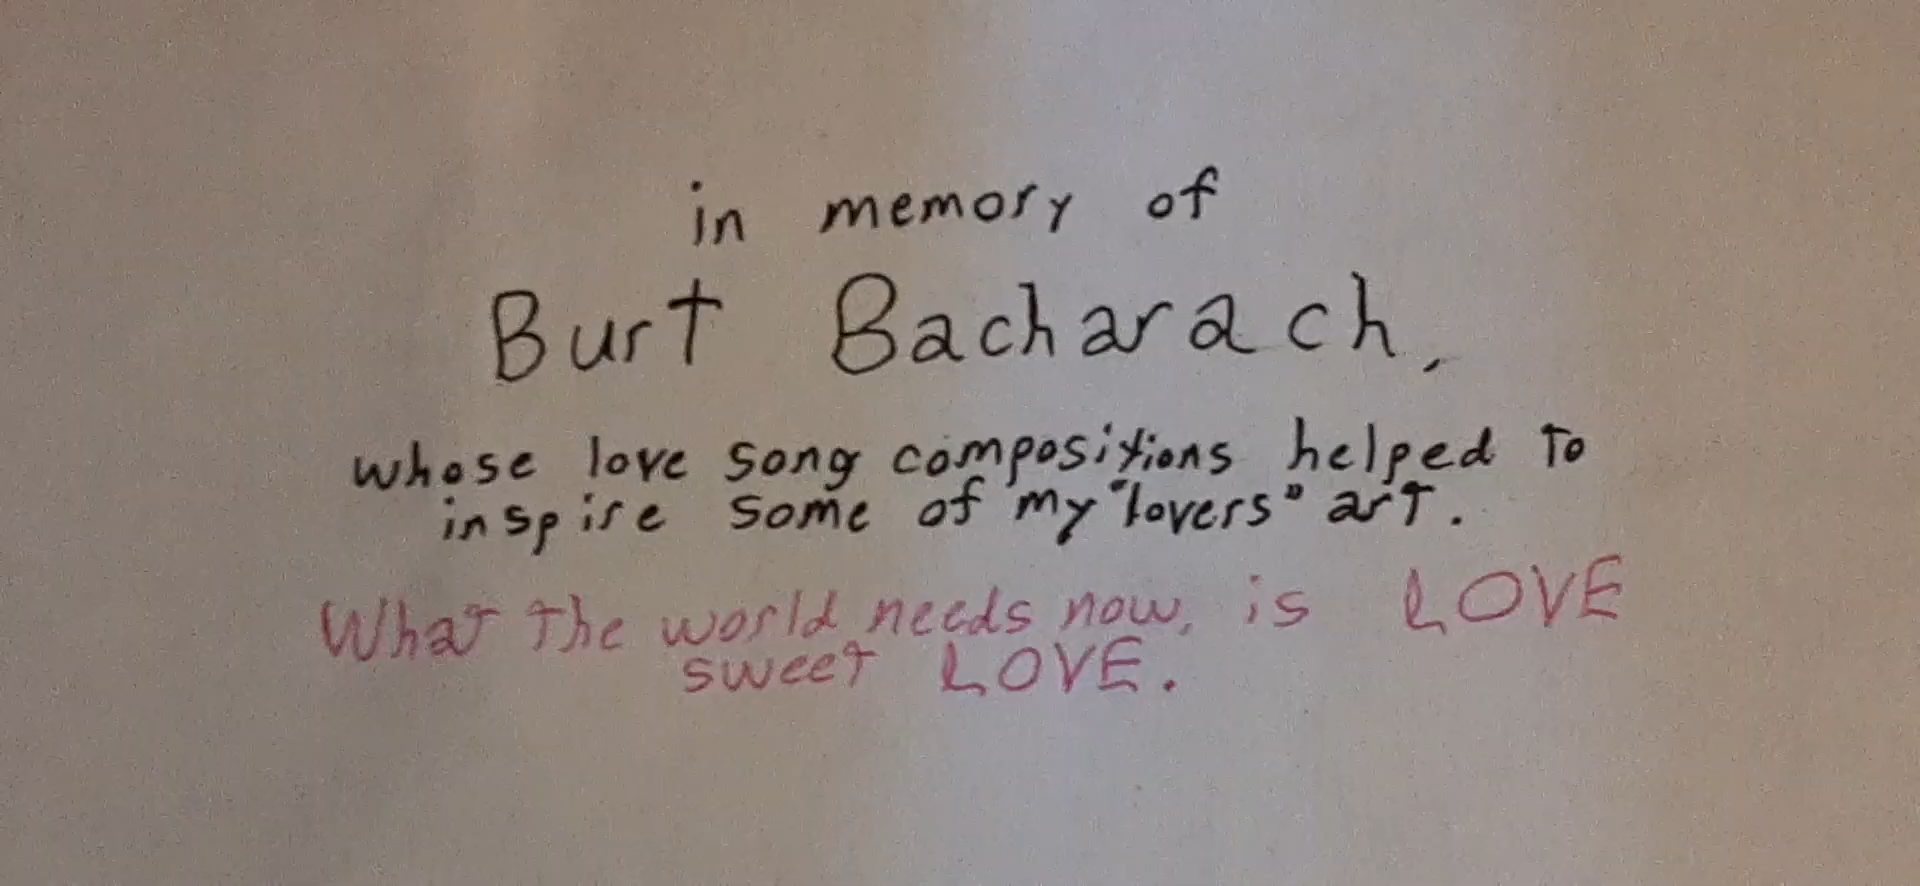 in memory of
Burt Bacharach,
whose love song compositions helped to
inspire some of my "lovers" art.
What the world needs now, is LOVE
sweet LOVE.